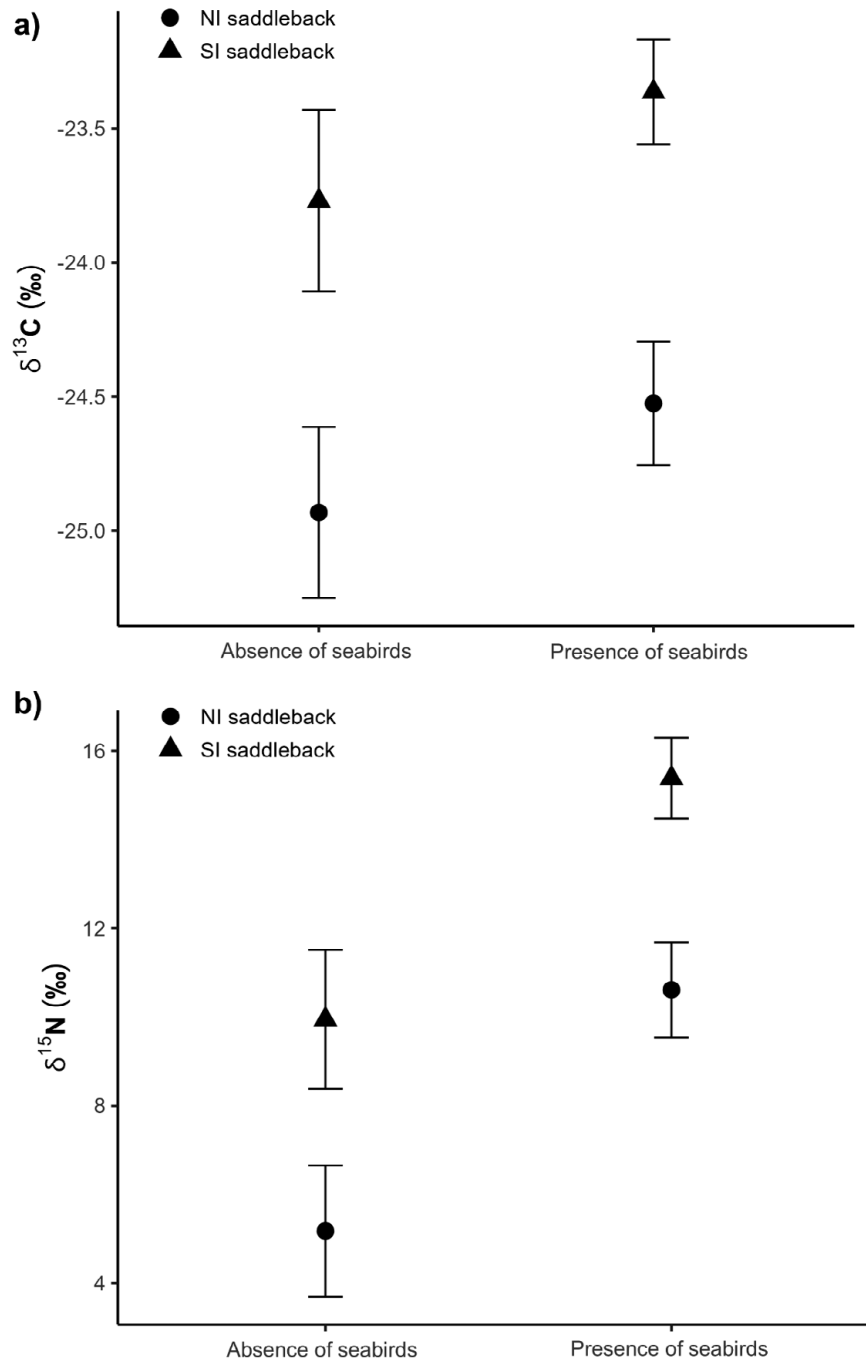 a)
NI saddleback
SI saddleback
δ¹³C (‰)
-23.5
-24.0
-24.5
-25.0
Absence of seabirds
Presence of seabirds
b)
NI saddleback
SI saddleback
δ¹⁵N (‰)
16
12
8
4
Absence of seabirds
Presence of seabirds